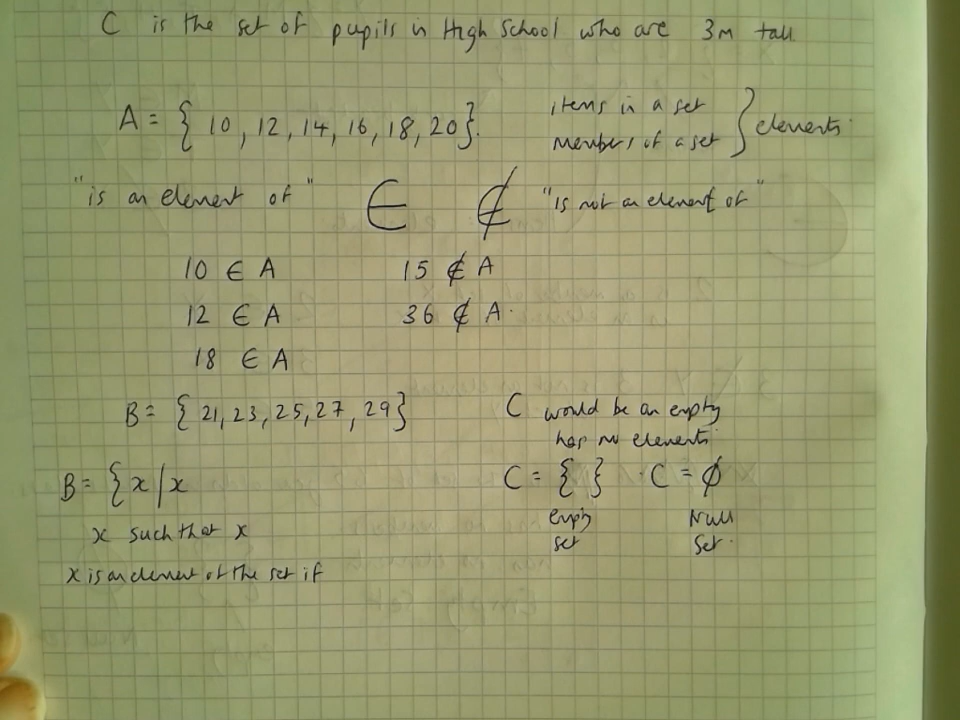 C is the set of pupils in High School who are 3m tall
A = { 10, 12, 14, 16, 18, 20 }.
items in a set
members of a set } elements.
"is an element of" ∈ ∉ "is not an element of"
10 ∈ A 15 ∉ A
12 ∈ A 36 ∉ A.
18 ∈ A
B = { 21, 23, 25, 27, 29 }
C would be an empty
has no elements.
B = { x / x
x such that x
x is an element of the set if
C = { } . C = ∅
empty set
Null Set.